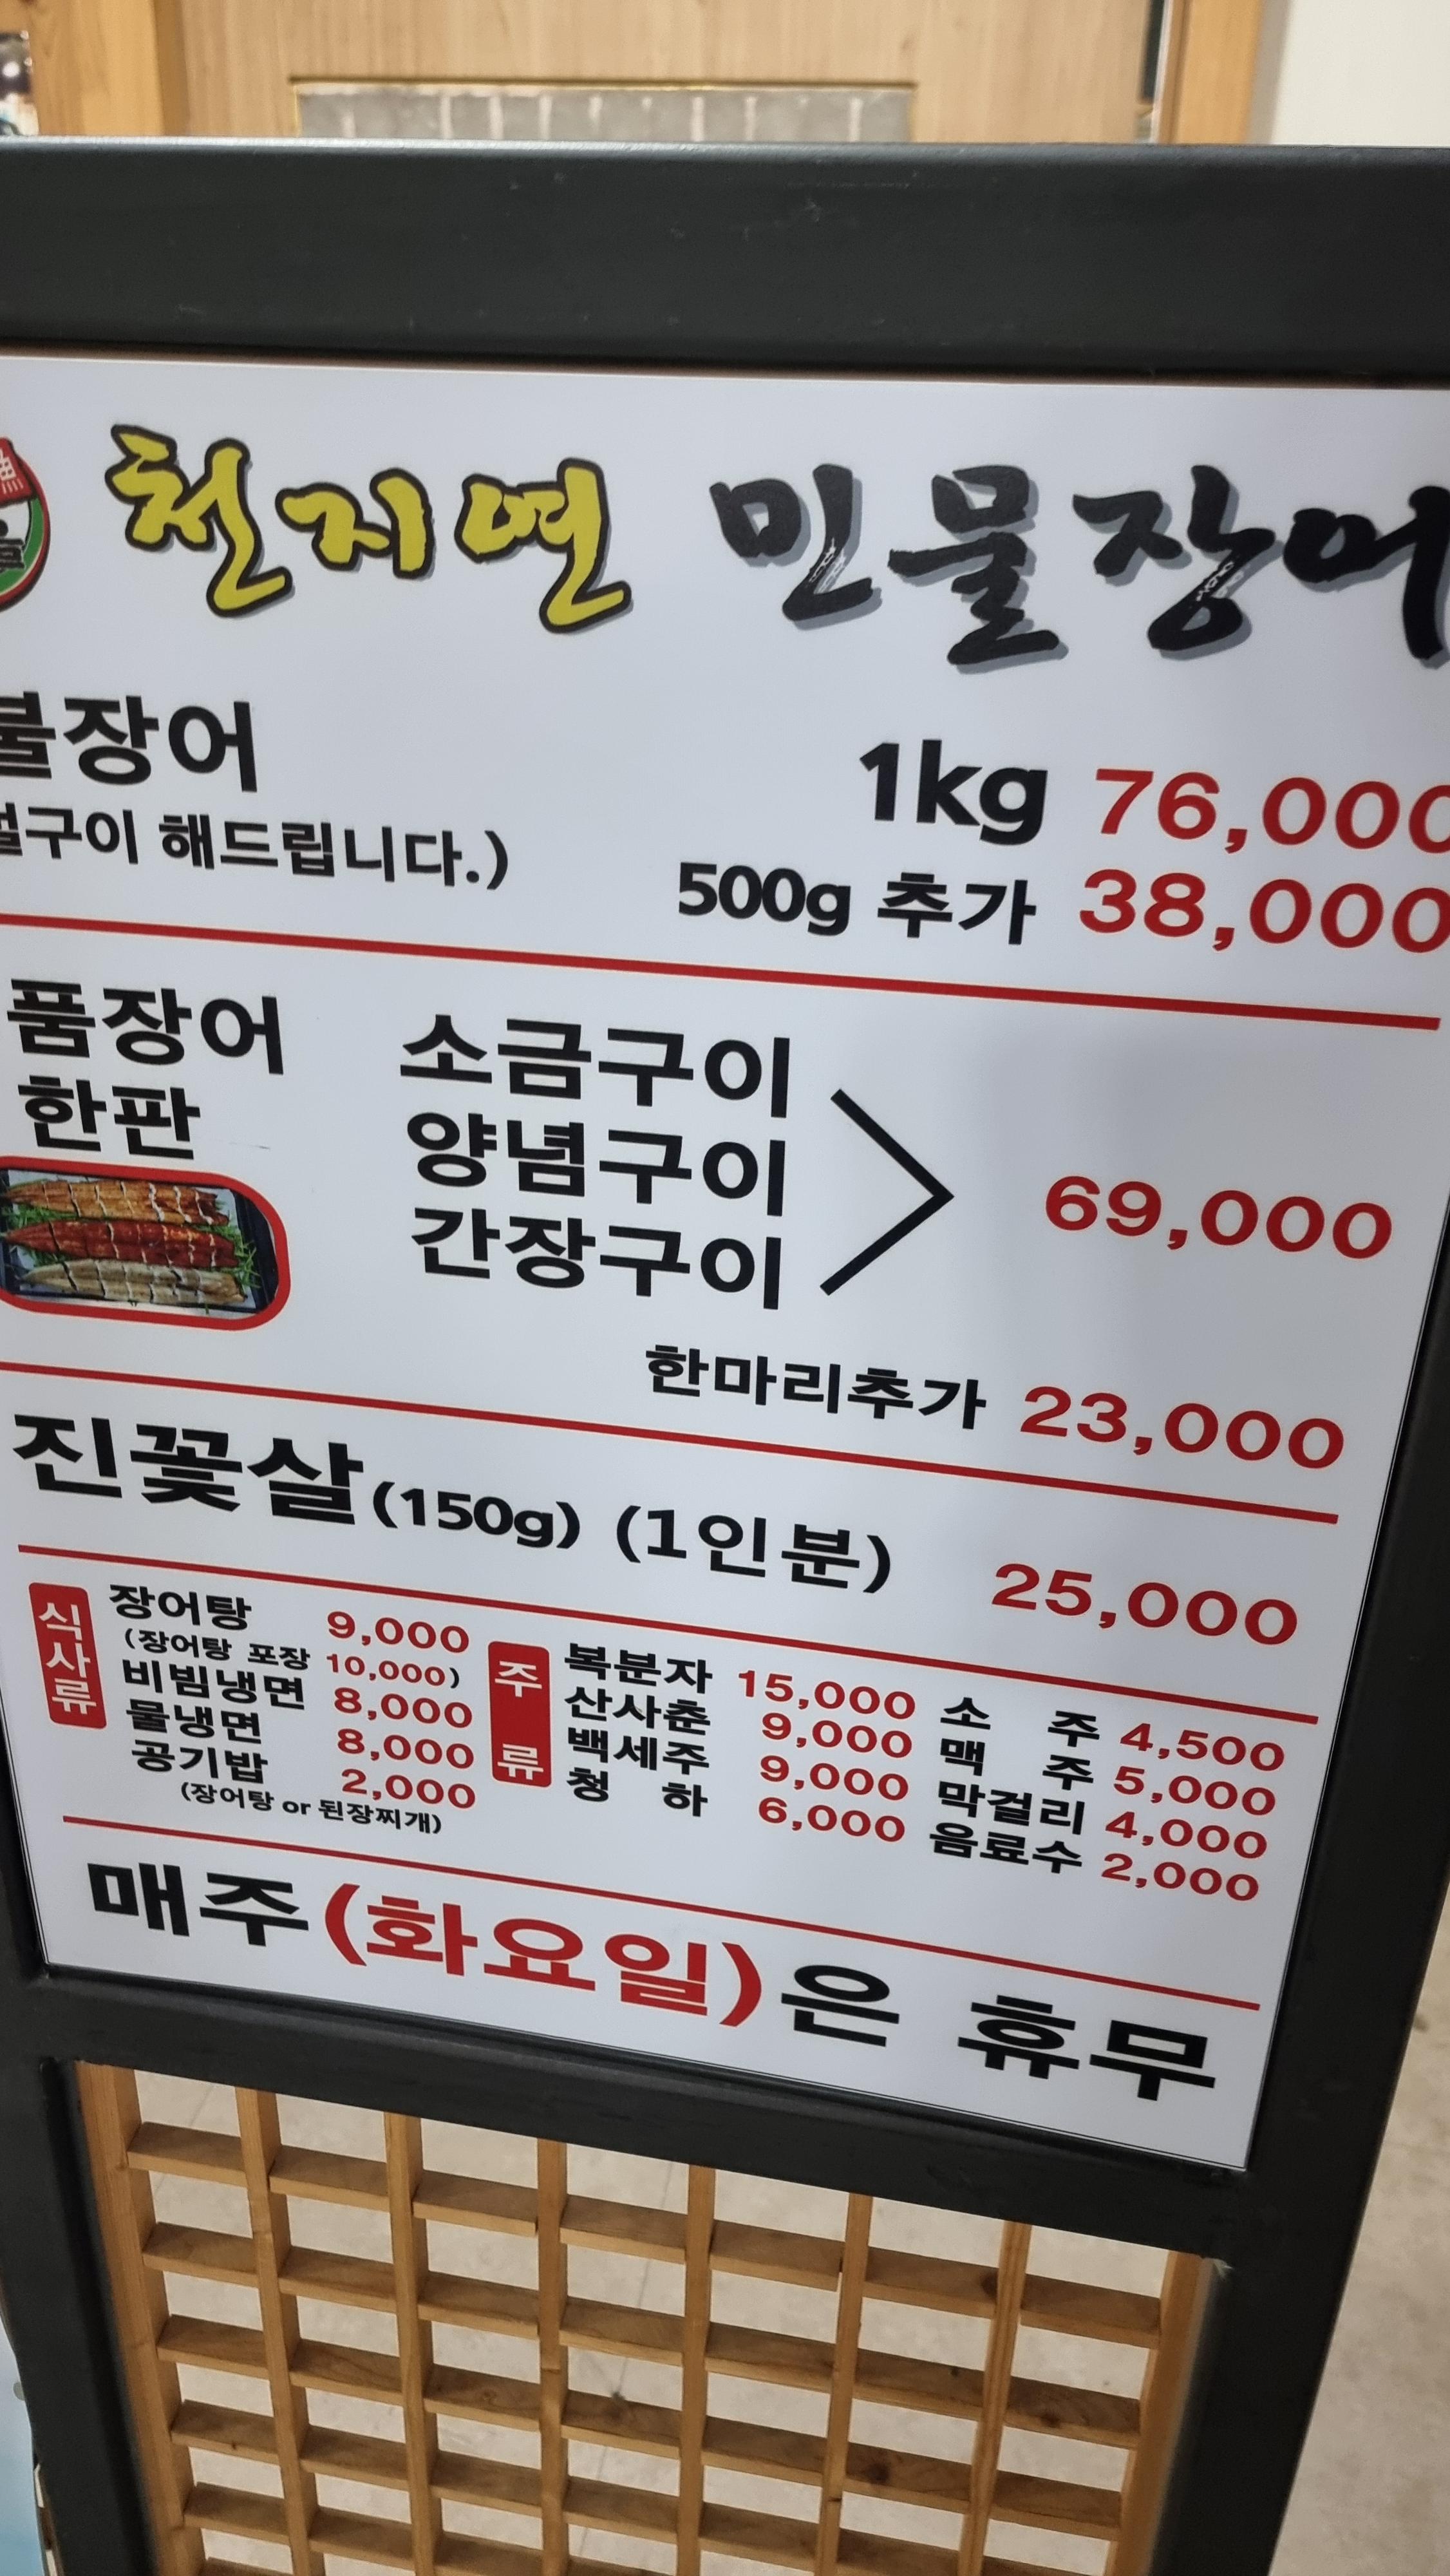 천지연 민물장어
물장어 1kg 76,000
구이 해드립니다.) 500g 추가 38,000
품장어
한판
소금구이
양념구이
간장구이
69,000
한마리추가 23,000
진꽃살(150g) (1인분) 25,000
식사류
장어탕 9,000
(장어탕 포장 10,000)
비빔냉면 8,000
물냉면 8,000
공기밥 2,000
(장어탕 or 된장찌개)
주류
복분자 15,000
산사춘 9,000
백세주 9,000
청 하 6,000
소 주 4,500
맥 주 5,000
막걸리 4,000
음료수 2,000
매주(화요일)은 휴무